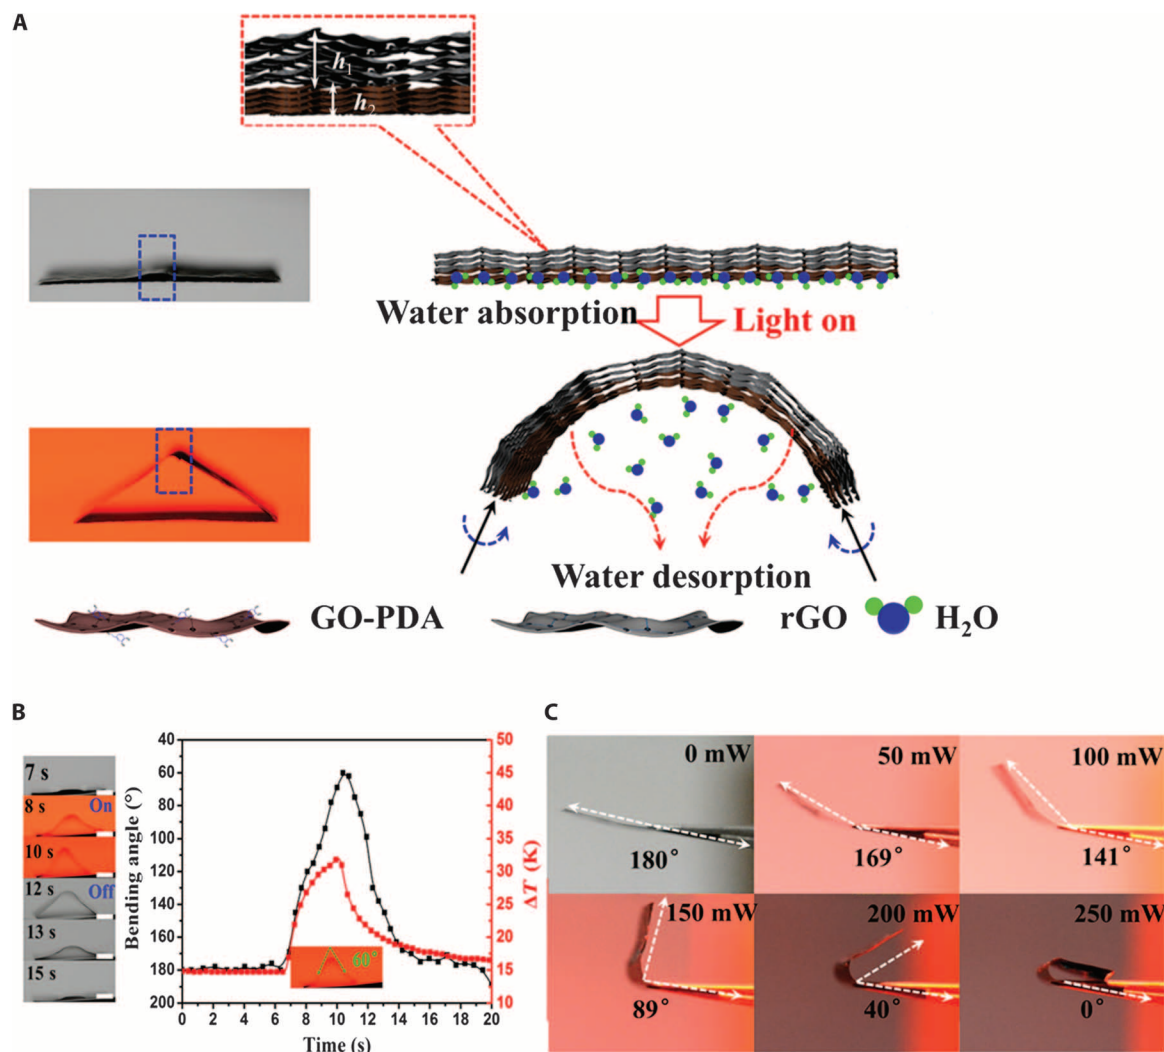 A
h₁
h₂
Water absorption
Light on
Water desorption
GO-PDA
rGO
H₂O
B
7 s
8 s
On
10 s
12 s
Off
13 s
15 s
Bending angle (°)
40
60
80
100
120
140
160
180
200
60°
0 2 4 6 8 10 12 14 16 18 20
Time (s)
50
45
40
35
30
25
20
15
10
ΔT (K)
C
0 mW
180°
50 mW
169°
100 mW
141°
150 mW
89°
200 mW
40°
250 mW
0°